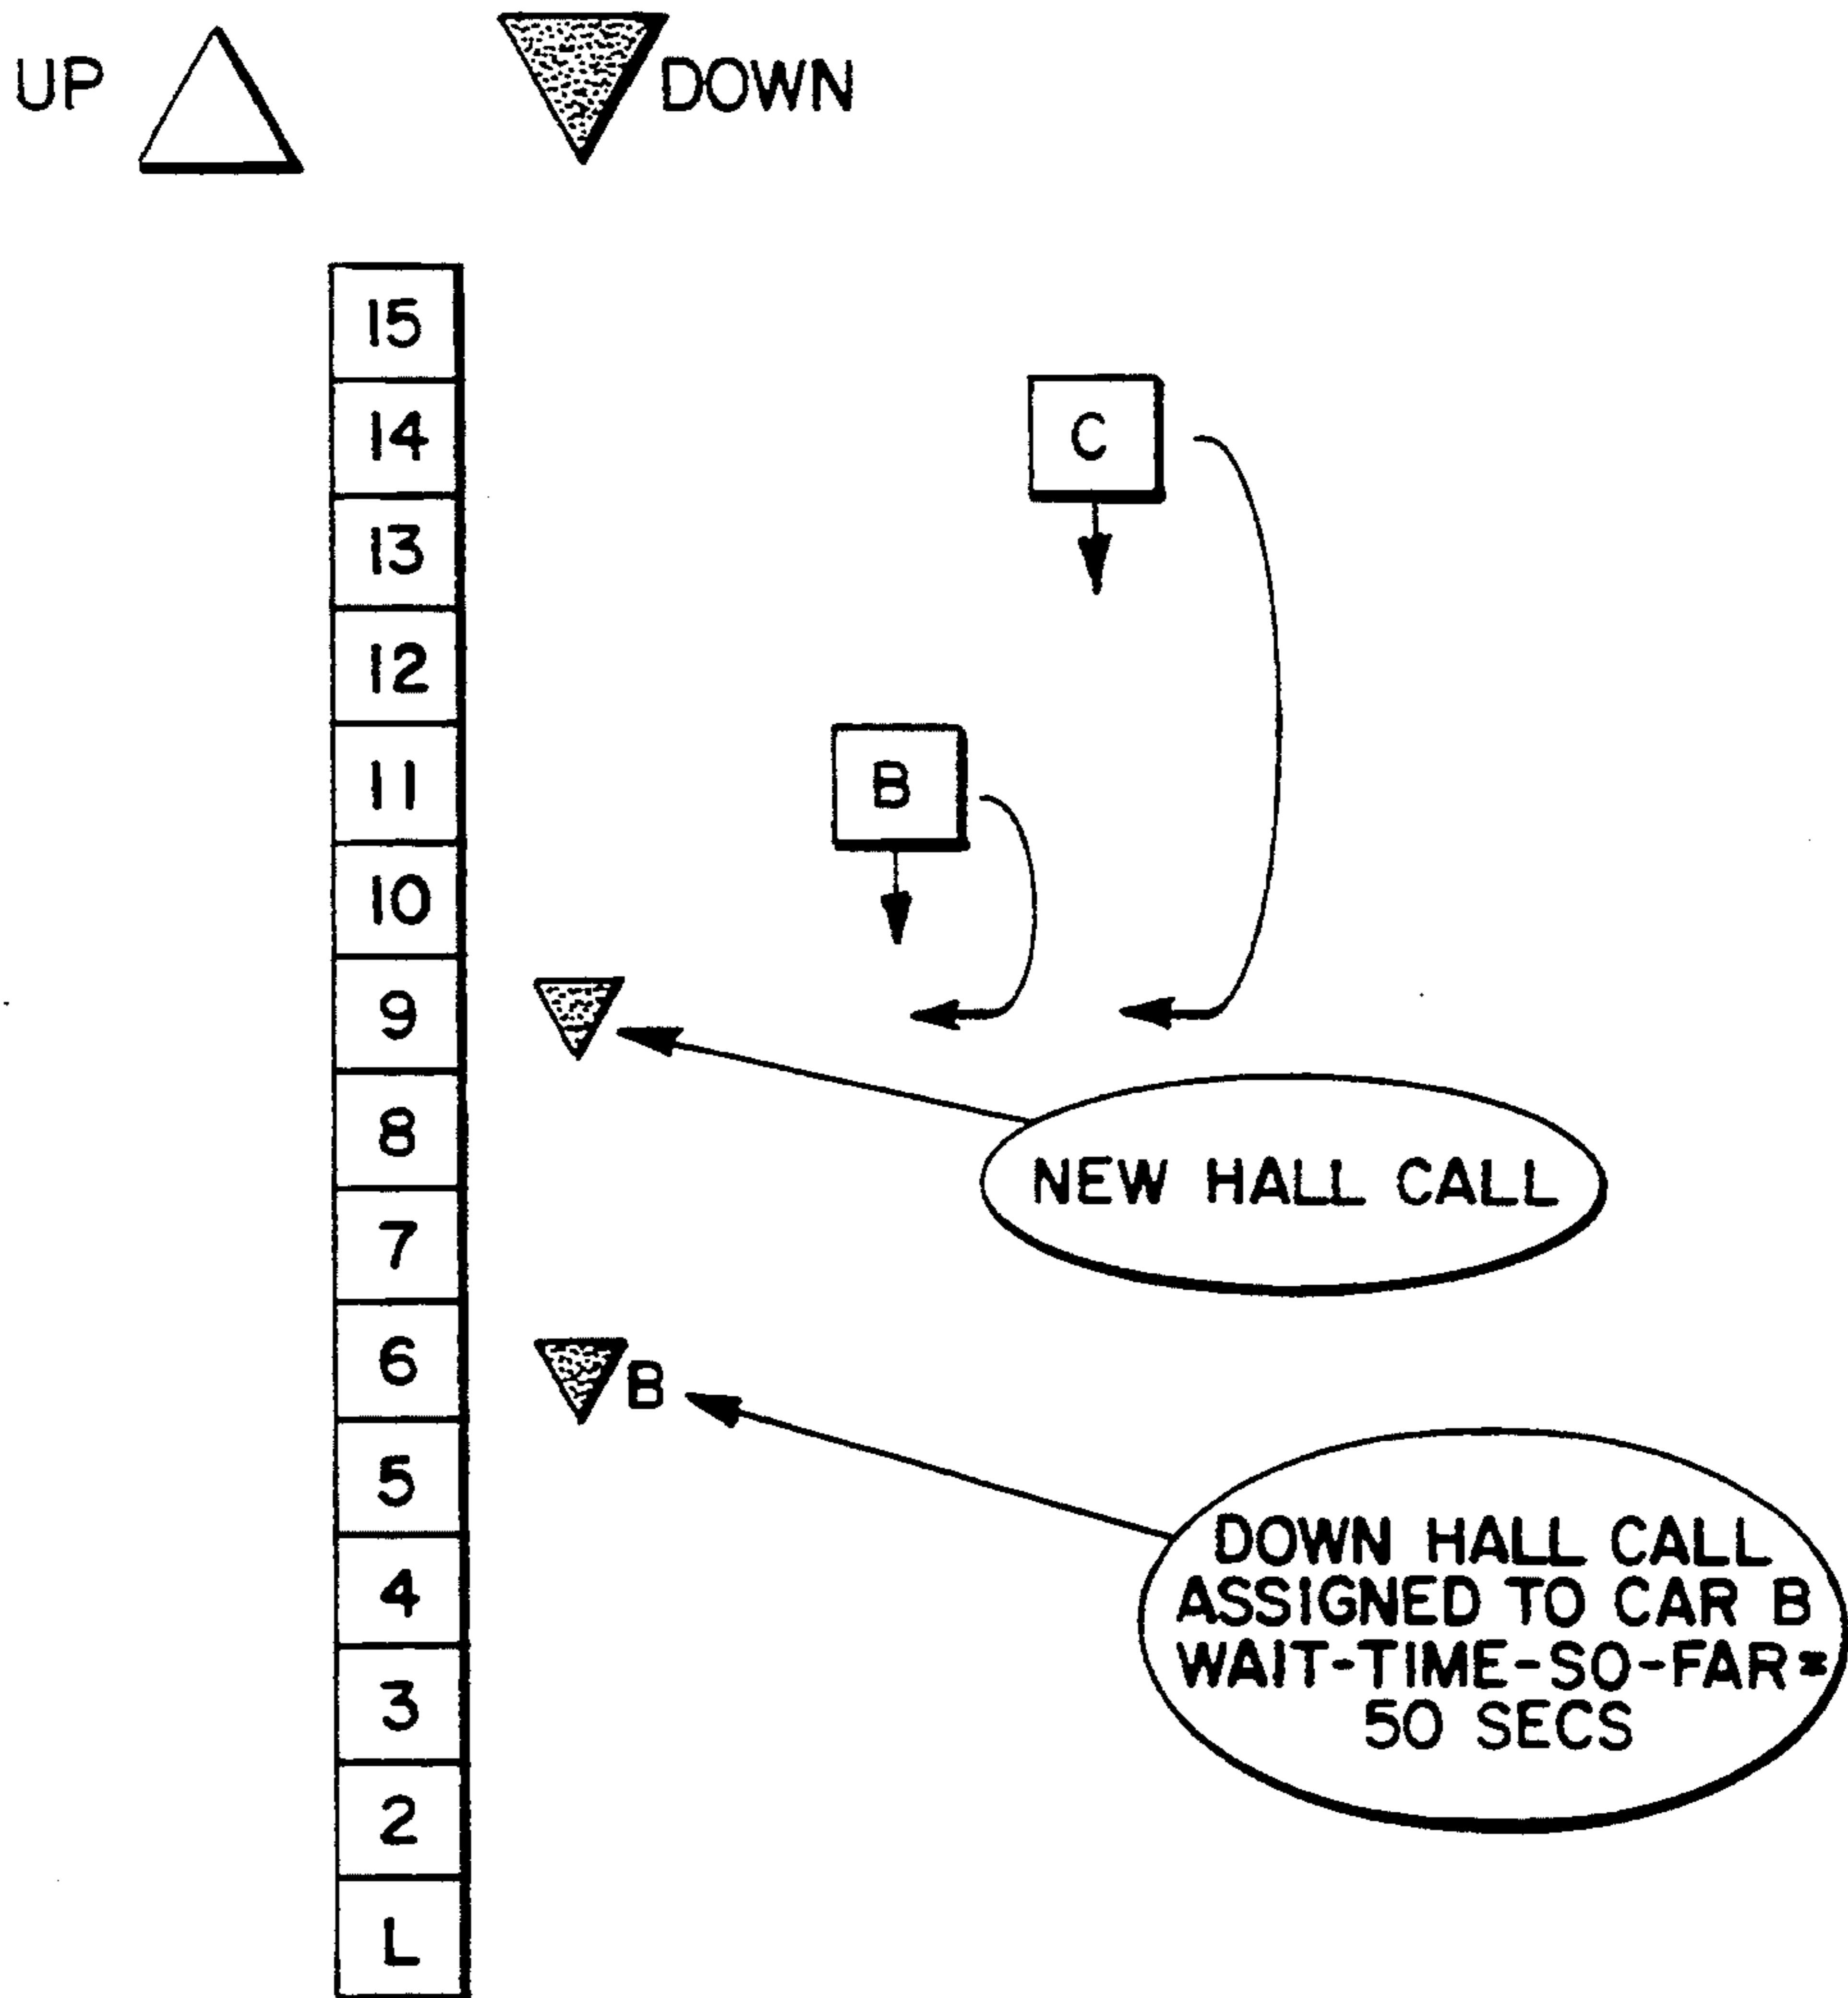 UP
DOWN
15
14
C
13
12
11
B
10
9
8
NEW HALL CALL
7
6
B
5
DOWN HALL CALL
ASSIGNED TO CAR B
4
WAIT-TIME-SO-FAR=
3
50 SECS
2
L